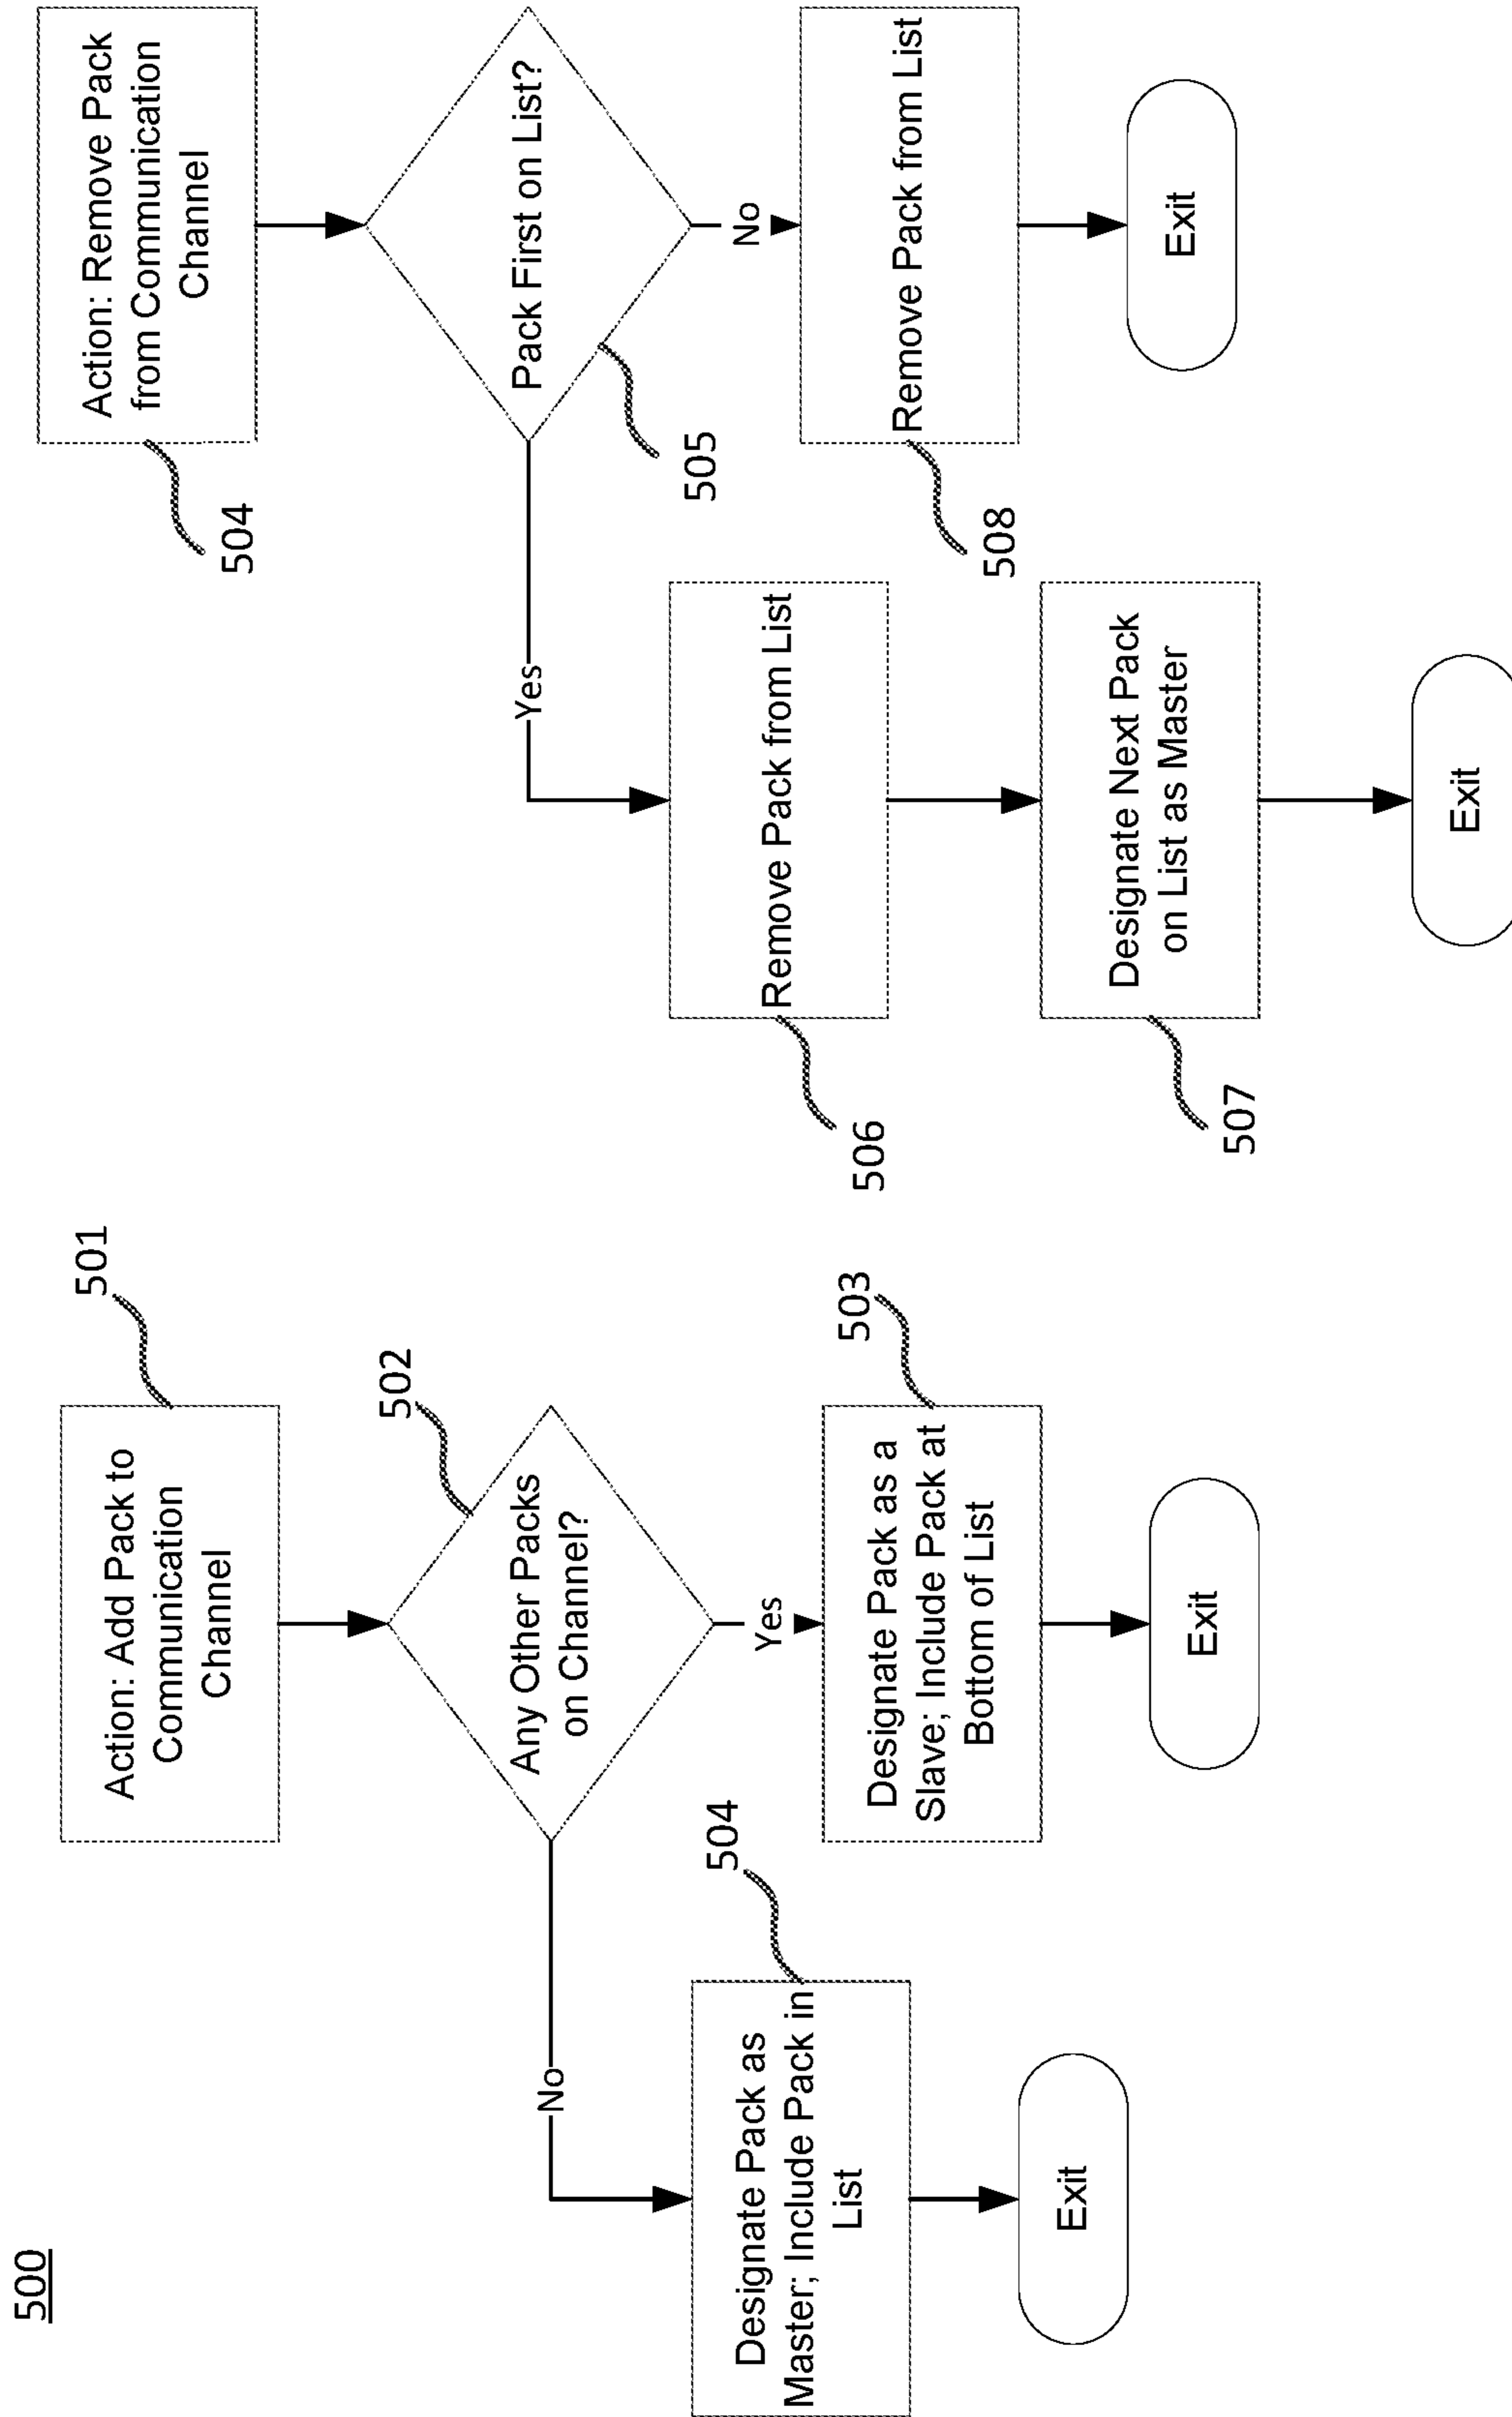 500
501
Action: Add Pack to
Communication
Channel
502
Any Other Packs
on Channel?
No
Yes
504
Designate Pack as
Master; Include Pack in
List
Exit
503
Designate Pack as a
Slave; Include Pack at
Bottom of List
Exit
504
Action: Remove Pack
from Communication
Channel
505
Pack First on List?
Yes
No
506
Remove Pack from List
507
Designate Next Pack
on List as Master
Exit
508
Remove Pack from List
Exit